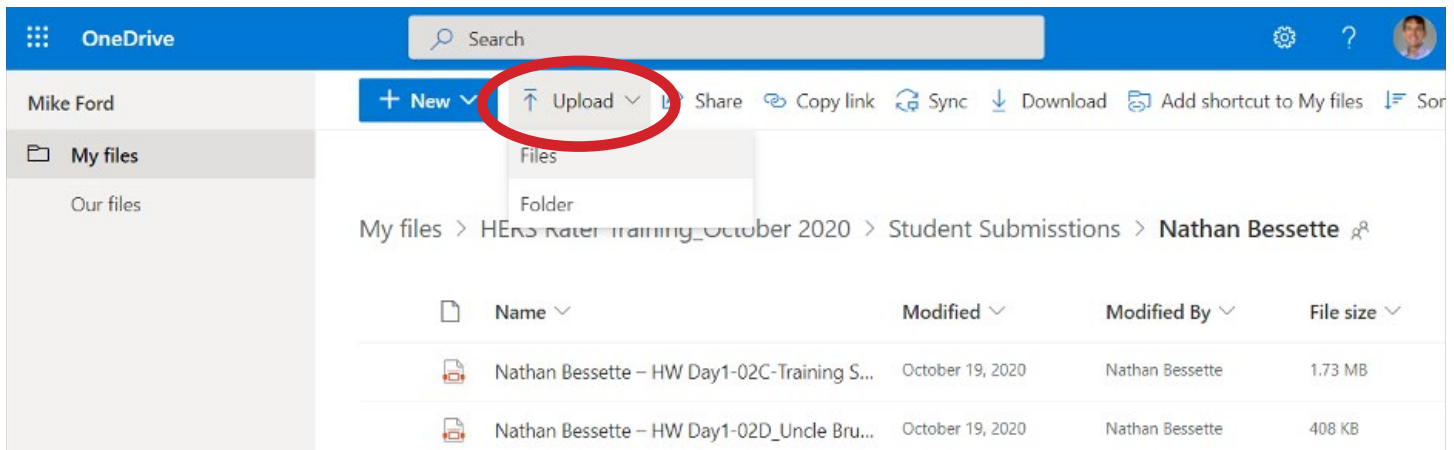 OneDrive Search ?
Mike Ford + New Upload Share Copy link Sync Download Add shortcut to My files Sor
My files Files
Our files Folder
My files > HERS Rater Training_October 2020 > Student Submisstions > Nathan Bessette
Name Modified Modified By File size
Nathan Bessette – HW Day1-02C-Training S... October 19, 2020 Nathan Bessette 1.73 MB
Nathan Bessette – HW Day1-02D_Uncle Bru... October 19, 2020 Nathan Bessette 408 KB